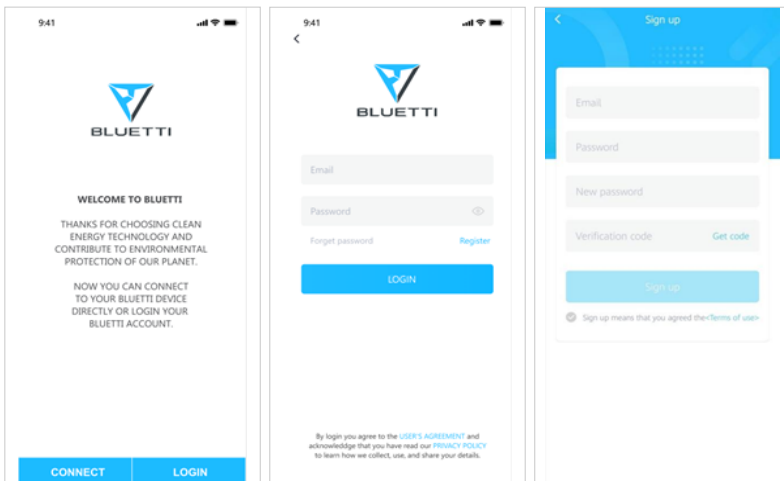 9:41
BLUETTI
WELCOME TO BLUETTI
THANKS FOR CHOOSING CLEAN
ENERGY TECHNOLOGY AND
CONTRIBUTE TO ENVIRONMENTAL
PROTECTION OF OUR PLANET.
NOW YOU CAN CONNECT
TO YOUR BLUETTI DEVICE
DIRECTLY OR LOGIN YOUR
BLUETTI ACCOUNT.
CONNECT
LOGIN
9:41
BLUETTI
Email
Password
Forget password
Register
LOGIN
By login you agree to the USER'S AGREEMENT and
acknowleddge that you have read our PRIVACY POLICY
to learn how we collect, use, and share your details.
Sign up
Email
Password
New password
Verification code
Get code
Sign up
Sign up means that you agreed the<Terms of use>